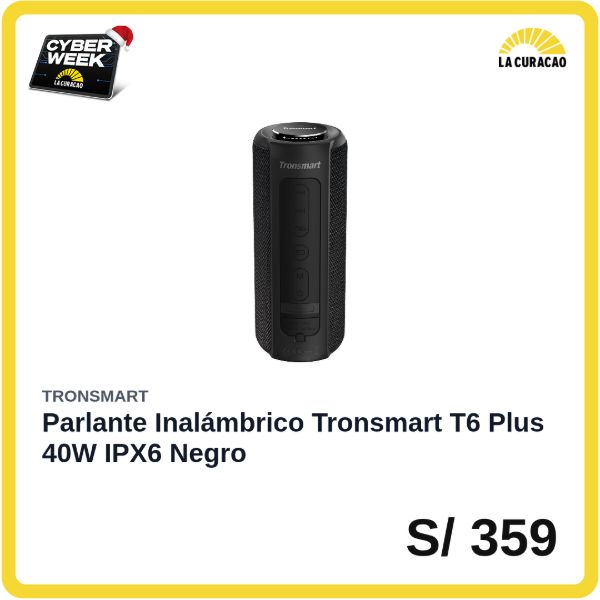 CYBER
WEEK
LA CURACAO
LA CURACAO
Tronsmart
Tronsmart
TRONSMART
Parlante Inalámbrico Tronsmart T6 Plus
40W IPX6 Negro
S/ 359